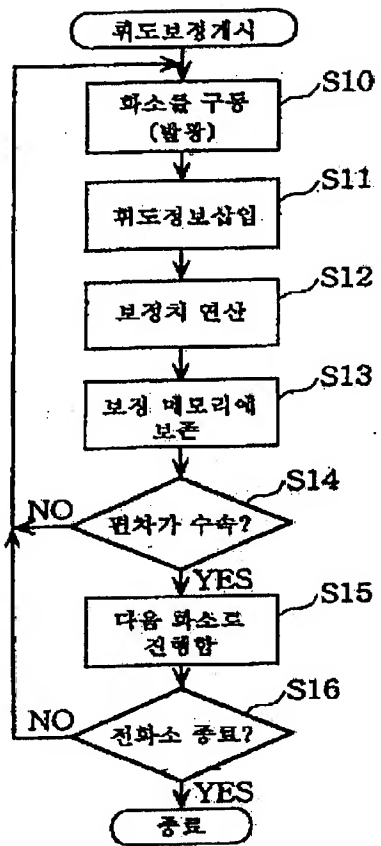 휘도보정개시
S10
화소를 구동
(발광)
S11
휘도정보삽입
S12
보정치 연산
S13
보정 메모리에
보존
S14
NO
편차가 수속?
YES
S15
다음 화소로
진행함
S16
NO
전화소 종료?
YES
종료